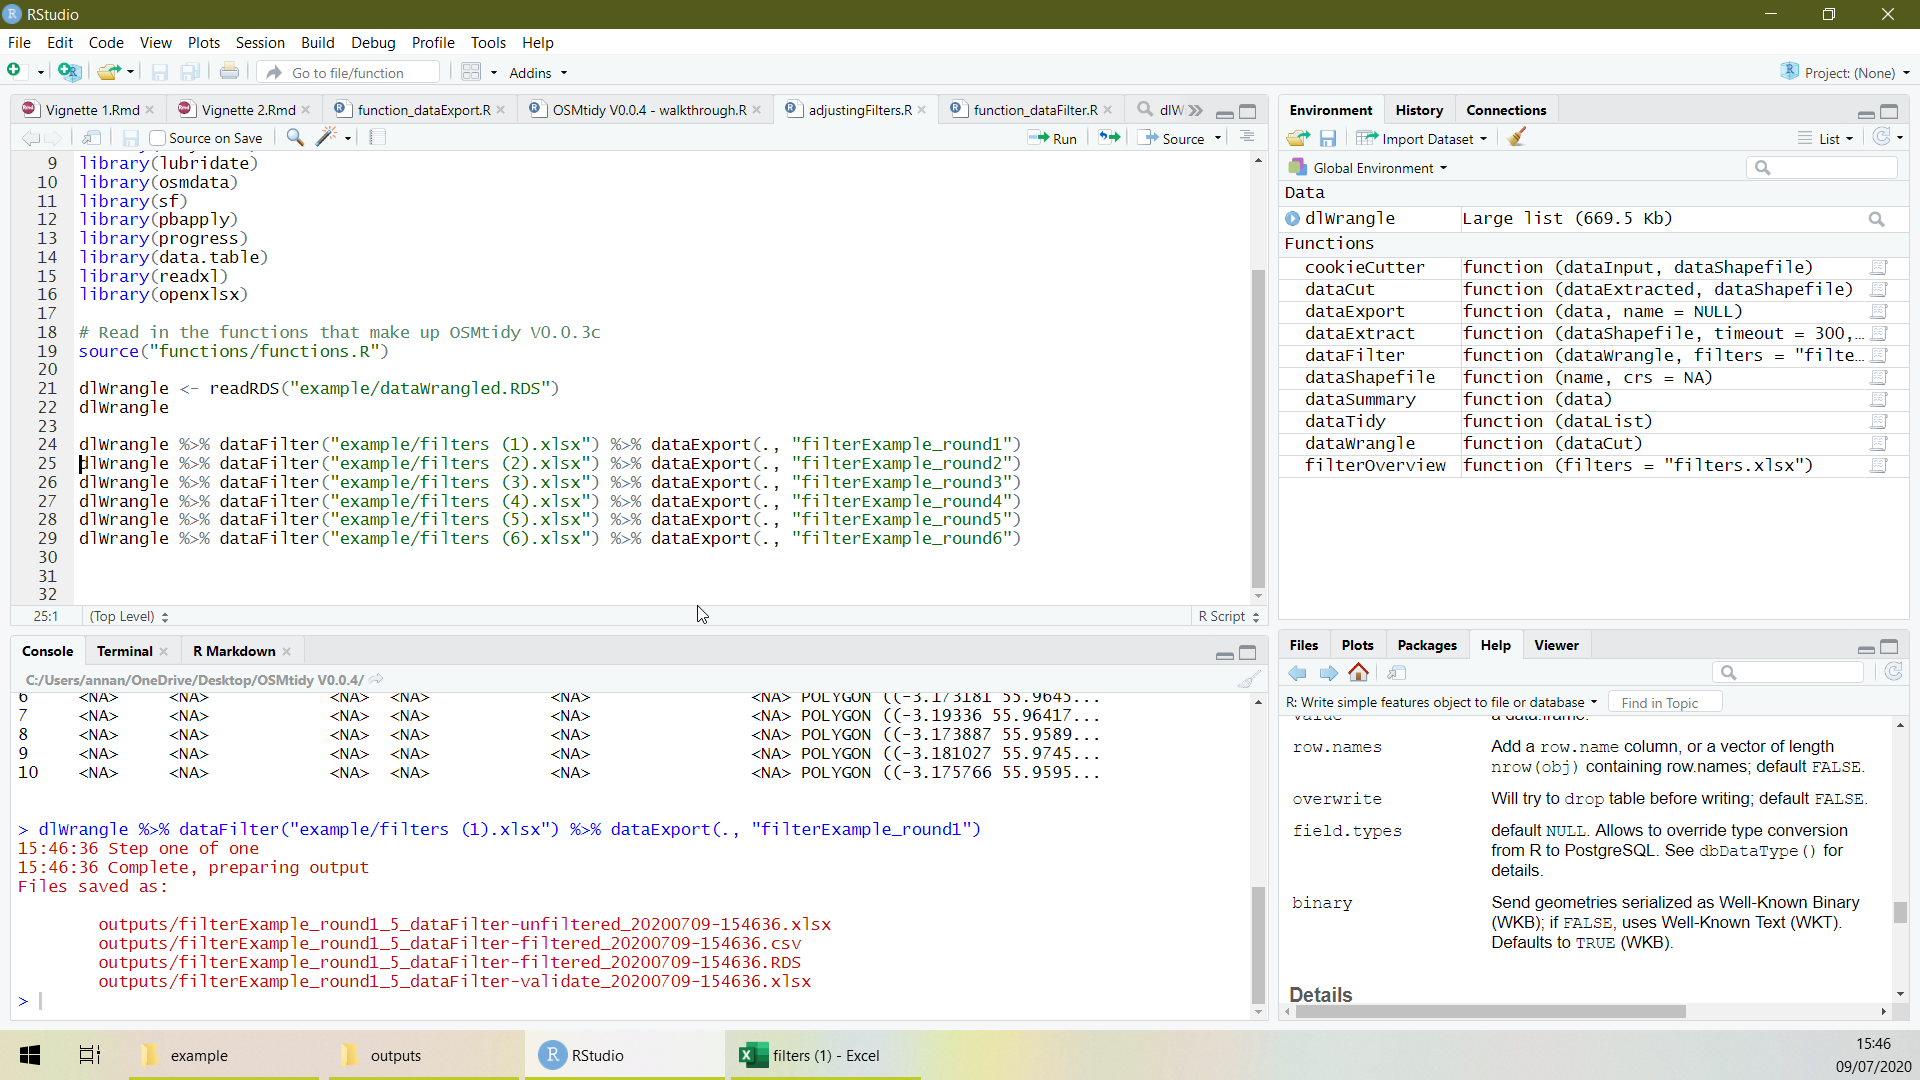 RStudio
File Edit Code View Plots Session Build Debug Profile Tools Help
Go to file/function Addins Project: (None)
Vignette 1.Rmd Vignette 2.Rmd function_dataExport.R OSMtidy V0.0.4 - walkthrough.R adjustingFilters.R function_dataFilter.R dlW
Source on Save Run Source
9 library(lubridate)
10 library(osmdata)
11 library(sf)
12 library(pbapply)
13 library(progress)
14 library(data.table)
15 library(readxl)
16 library(openxlsx)
17
18 # Read in the functions that make up OSMtidy V0.0.3c
19 source("functions/functions.R")
20
21 dlWrangle <- readRDS("example/dataWrangled.RDS")
22 dlWrangle
23
24 dlWrangle %>% dataFilter("example/filters (1).xlsx") %>% dataExport(., "filterExample_round1")
25 dlWrangle %>% dataFilter("example/filters (2).xlsx") %>% dataExport(., "filterExample_round2")
26 dlWrangle %>% dataFilter("example/filters (3).xlsx") %>% dataExport(., "filterExample_round3")
27 dlWrangle %>% dataFilter("example/filters (4).xlsx") %>% dataExport(., "filterExample_round4")
28 dlWrangle %>% dataFilter("example/filters (5).xlsx") %>% dataExport(., "filterExample_round5")
29 dlWrangle %>% dataFilter("example/filters (6).xlsx") %>% dataExport(., "filterExample_round6")
30
31
32
25:1 (Top Level) R Script
Console Terminal R Markdown
C:/Users/annan/OneDrive/Desktop/OSMtidy V0.0.4/
6 <NA> <NA> <NA> <NA> <NA> <NA> POLYGON ((-3.173181 55.9645...
7 <NA> <NA> <NA> <NA> <NA> <NA> POLYGON ((-3.19336 55.96417...
8 <NA> <NA> <NA> <NA> <NA> <NA> POLYGON ((-3.173887 55.9589...
9 <NA> <NA> <NA> <NA> <NA> <NA> POLYGON ((-3.181027 55.9745...
10 <NA> <NA> <NA> <NA> <NA> <NA> POLYGON ((-3.175766 55.9595...
> dlWrangle %>% dataFilter("example/filters (1).xlsx") %>% dataExport(., "filterExample_round1")
15:46:36 Step one of one
15:46:36 Complete, preparing output
Files saved as:
outputs/filterExample_round1_5_dataFilter-unfiltered_20200709-154636.xlsx
outputs/filterExample_round1_5_dataFilter-filtered_20200709-154636.csv
outputs/filterExample_round1_5_dataFilter-filtered_20200709-154636.RDS
outputs/filterExample_round1_5_dataFilter-validate_20200709-154636.xlsx
>
Environment History Connections
Import Dataset List
Global Environment
Data
dlWrangle Large list (669.5 Kb)
Functions
cookieCutter function (dataInput, dataShapefile)
dataCut function (dataExtracted, dataShapefile)
dataExport function (data, name = NULL)
dataExtract function (dataShapefile, timeout = 300,...
dataFilter function (dataWrangle, filters = "filte...
dataShapefile function (name, crs = NA)
dataSummary function (data)
dataTidy function (dataList)
dataWrangle function (dataCut)
filterOverview function (filters = "filters.xlsx")
Files Plots Packages Help Viewer
R: Write simple features object to file or database Find in Topic
value a data.frame.
row.names Add a row.name column, or a vector of length
nrow(obj) containing row.names; default FALSE.
overwrite Will try to drop table before writing; default FALSE.
field.types default NULL. Allows to override type conversion
from R to PostgreSQL. See dbDataType() for
details.
binary Send geometries serialized as Well-Known Binary
(WKB); if FALSE, uses Well-Known Text (WKT).
Defaults to TRUE (WKB).
Details
example outputs RStudio filters (1) - Excel
15:46
09/07/2020